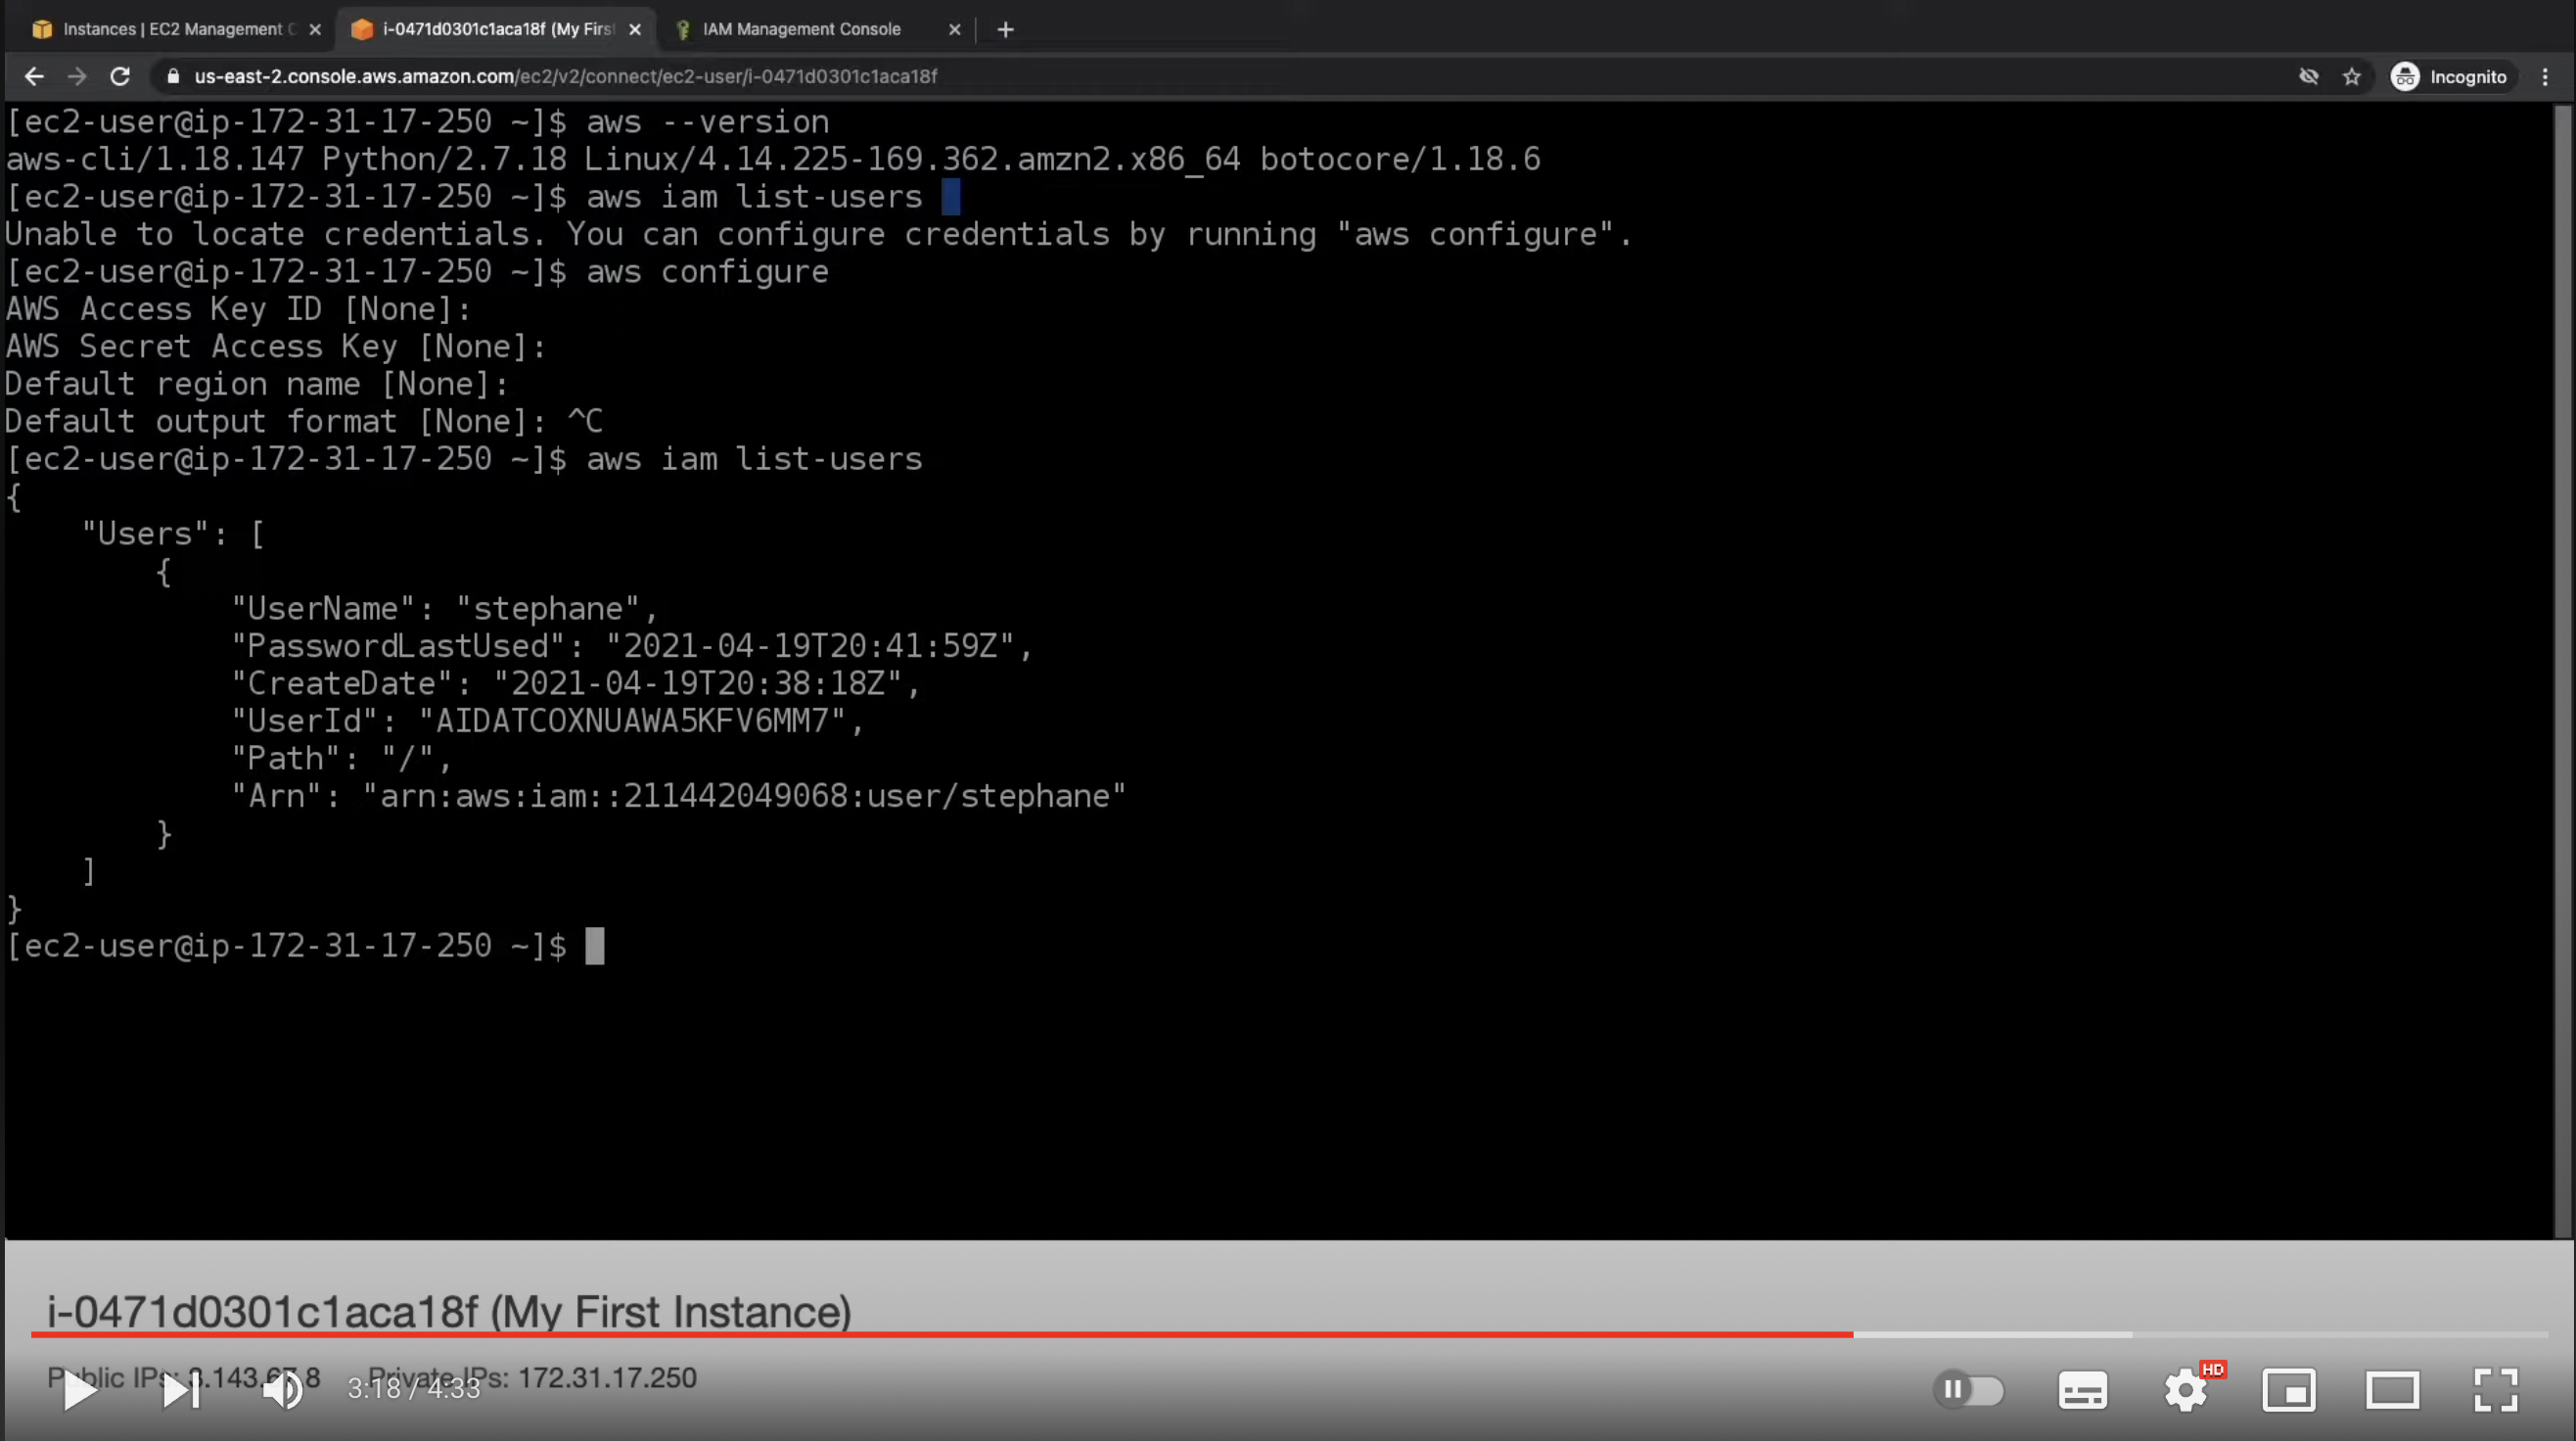 Instances | EC2 Management C
i-0471d0301c1aca18f (My Firs
IAM Management Console
us-east-2.console.aws.amazon.com/ec2/v2/connect/ec2-user/i-0471d0301c1aca18f
Incognito
[ec2-user@ip-172-31-17-250 ~]$ aws --version
aws-cli/1.18.147 Python/2.7.18 Linux/4.14.225-169.362.amzn2.x86_64 botocore/1.18.6
[ec2-user@ip-172-31-17-250 ~]$ aws iam list-users
Unable to locate credentials. You can configure credentials by running "aws configure".
[ec2-user@ip-172-31-17-250 ~]$ aws configure
AWS Access Key ID [None]:
AWS Secret Access Key [None]:
Default region name [None]:
Default output format [None]: ^C
[ec2-user@ip-172-31-17-250 ~]$ aws iam list-users
{
    "Users": [
        {
            "UserName": "stephane",
            "PasswordLastUsed": "2021-04-19T20:41:59Z",
            "CreateDate": "2021-04-19T20:38:18Z",
            "UserId": "AIDATCOXNUAWA5KFV6MM7",
            "Path": "/",
            "Arn": "arn:aws:iam::211442049068:user/stephane"
        }
    ]
}
[ec2-user@ip-172-31-17-250 ~]$
i-0471d0301c1aca18f (My First Instance)
Public IPs: 3.143.67.8 Private IPs: 172.31.17.250
3:18 / 4:33
HD